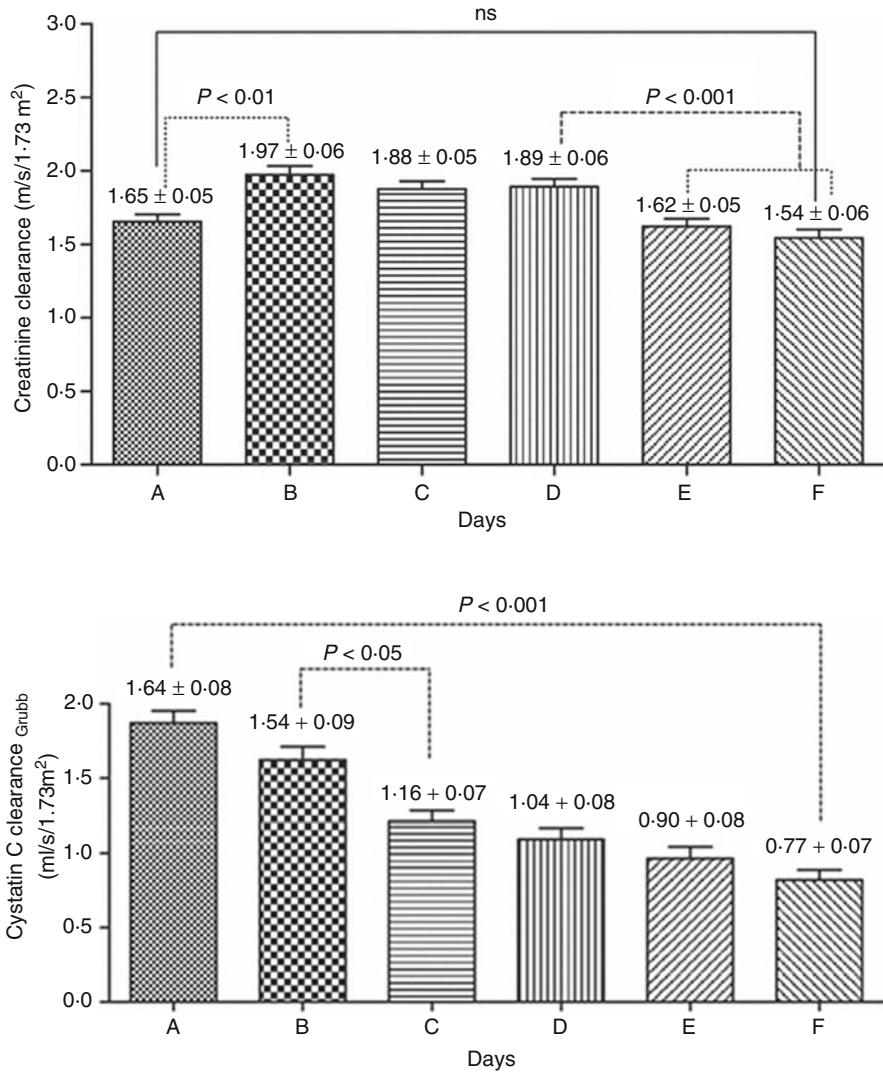 ns
3·0
2·5
2·0
1·5
1·0
0·5
0·0
Creatinine clearance (m/s/1·73 m²)
P < 0·01
P < 0·001
1·65 ± 0·05
1·97 ± 0·06
1·88 ± 0·05
1·89 ± 0·06
1·62 ± 0·05
1·54 ± 0·06
A B C D E F
Days
P < 0·001
P < 0·05
2·0
1·5
1·0
0·5
0·0
Cystatin C clearance Grubb
(ml/s/1.73m²)
1·64 ± 0·08
1·54 + 0·09
1·16 + 0·07
1·04 + 0·08
0·90 + 0·08
0·77 + 0·07
A B C D E F
Days